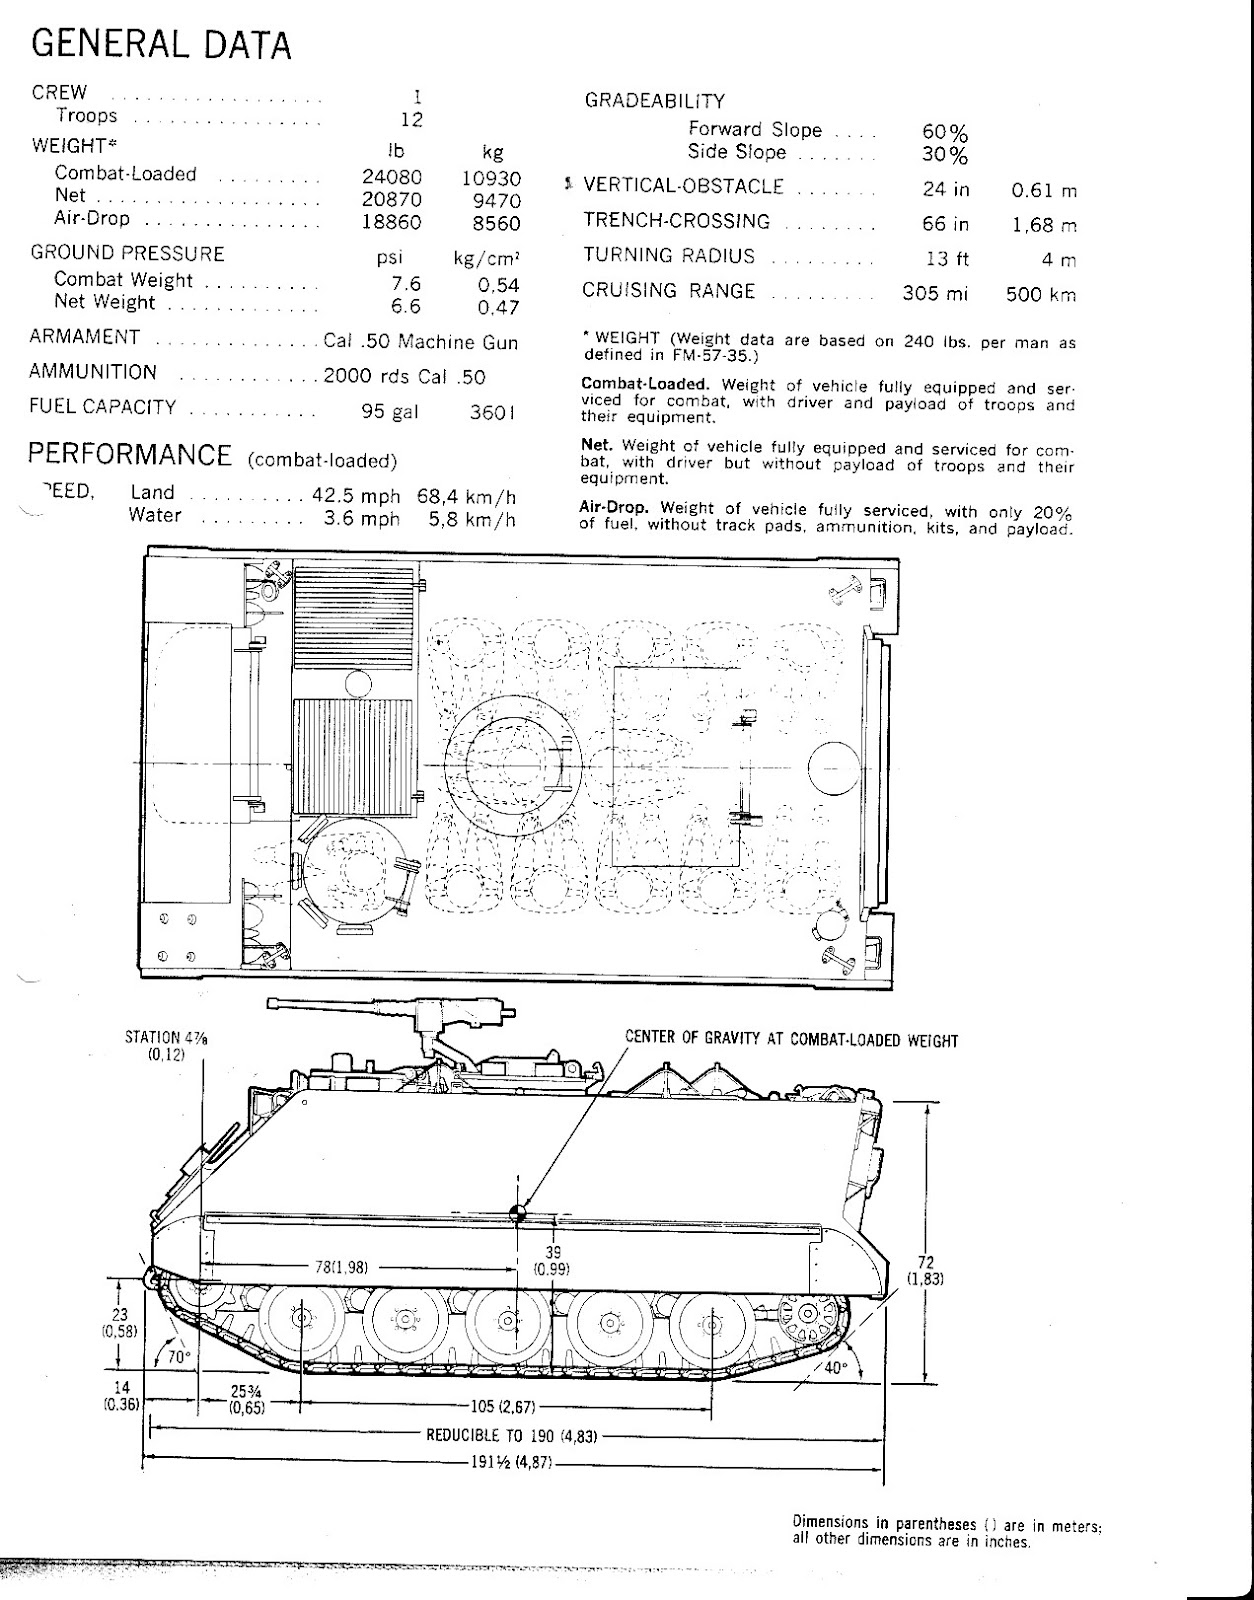 GENERAL DATA
CREW .................. 1
Troops ................ 12
WEIGHT* lb kg
Combat-Loaded ......... 24080 10930
Net ................... 20870 9470
Air-Drop ............... 18860 8560
GROUND PRESSURE psi kg/cm²
Combat Weight .......... 7.6 0,54
Net Weight ............. 6.6 0,47
ARMAMENT .............. Cal .50 Machine Gun
AMMUNITION ............ 2000 rds Cal .50
FUEL CAPACITY ........... 95 gal 360 l
PERFORMANCE (combat-loaded)
EED, Land .......... 42.5 mph 68,4 km/h
Water ......... 3.6 mph 5,8 km/h
GRADEABILITY
Forward Slope .... 60%
Side Slope ....... 30%
VERTICAL-OBSTACLE ....... 24 in 0.61 m
TRENCH-CROSSING ........ 66 in 1,68 m
TURNING RADIUS ......... 13 ft 4 m
CRUISING RANGE ......... 305 mi 500 km
* WEIGHT (Weight data are based on 240 lbs. per man as
defined in FM-57-35.)
Combat-Loaded. Weight of vehicle fully equipped and ser-
viced for combat, with driver and payload of troops and
their equipment.
Net. Weight of vehicle fully equipped and serviced for com-
bat, with driver but without payload of troops and their
equipment.
Air-Drop. Weight of vehicle fully serviced, with only 20%
of fuel, without track pads, ammunition, kits, and payload.
STATION 4⅞
(0,12)
CENTER OF GRAVITY AT COMBAT-LOADED WEIGHT
39
(0.99)
78(1,98)
72
(1,83)
23
(0,58)
70°
40°
14
(0.36)
25¾
(0,65)
105 (2,67)
REDUCIBLE TO 190 (4,83)
191½ (4,87)
Dimensions in parentheses () are in meters;
all other dimensions are in inches.